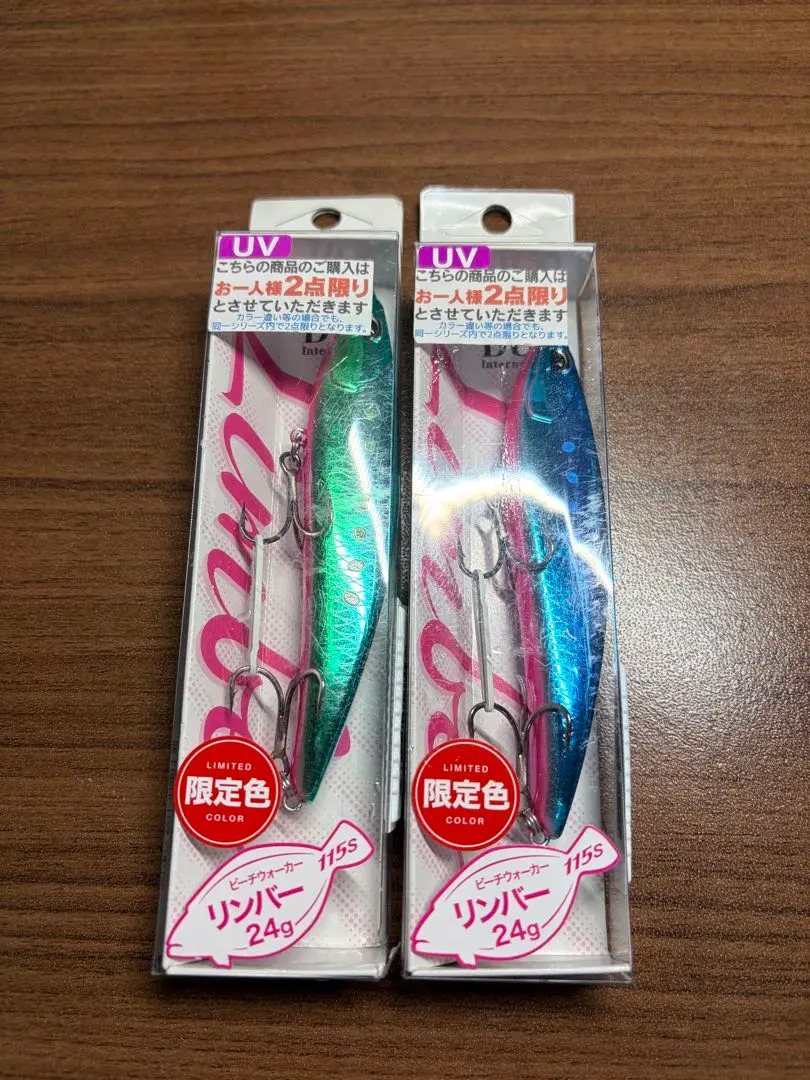 UV
こちらの商品のご購入は
お一人様2点限り
とさせていただきます
カラー違い等の場合でも、
同一シリーズ内で2点限りとなります。
LIMITED
限定色
COLOR
ビーチウォーカー
リンバー
115S
24g
UV
こちらの商品のご購入は
お一人様2点限り
とさせていただきます
カラー違い等の場合でも、
同一シリーズ内で2点限りとなります。
LIMITED
限定色
COLOR
ビーチウォーカー
リンバー
115S
24g